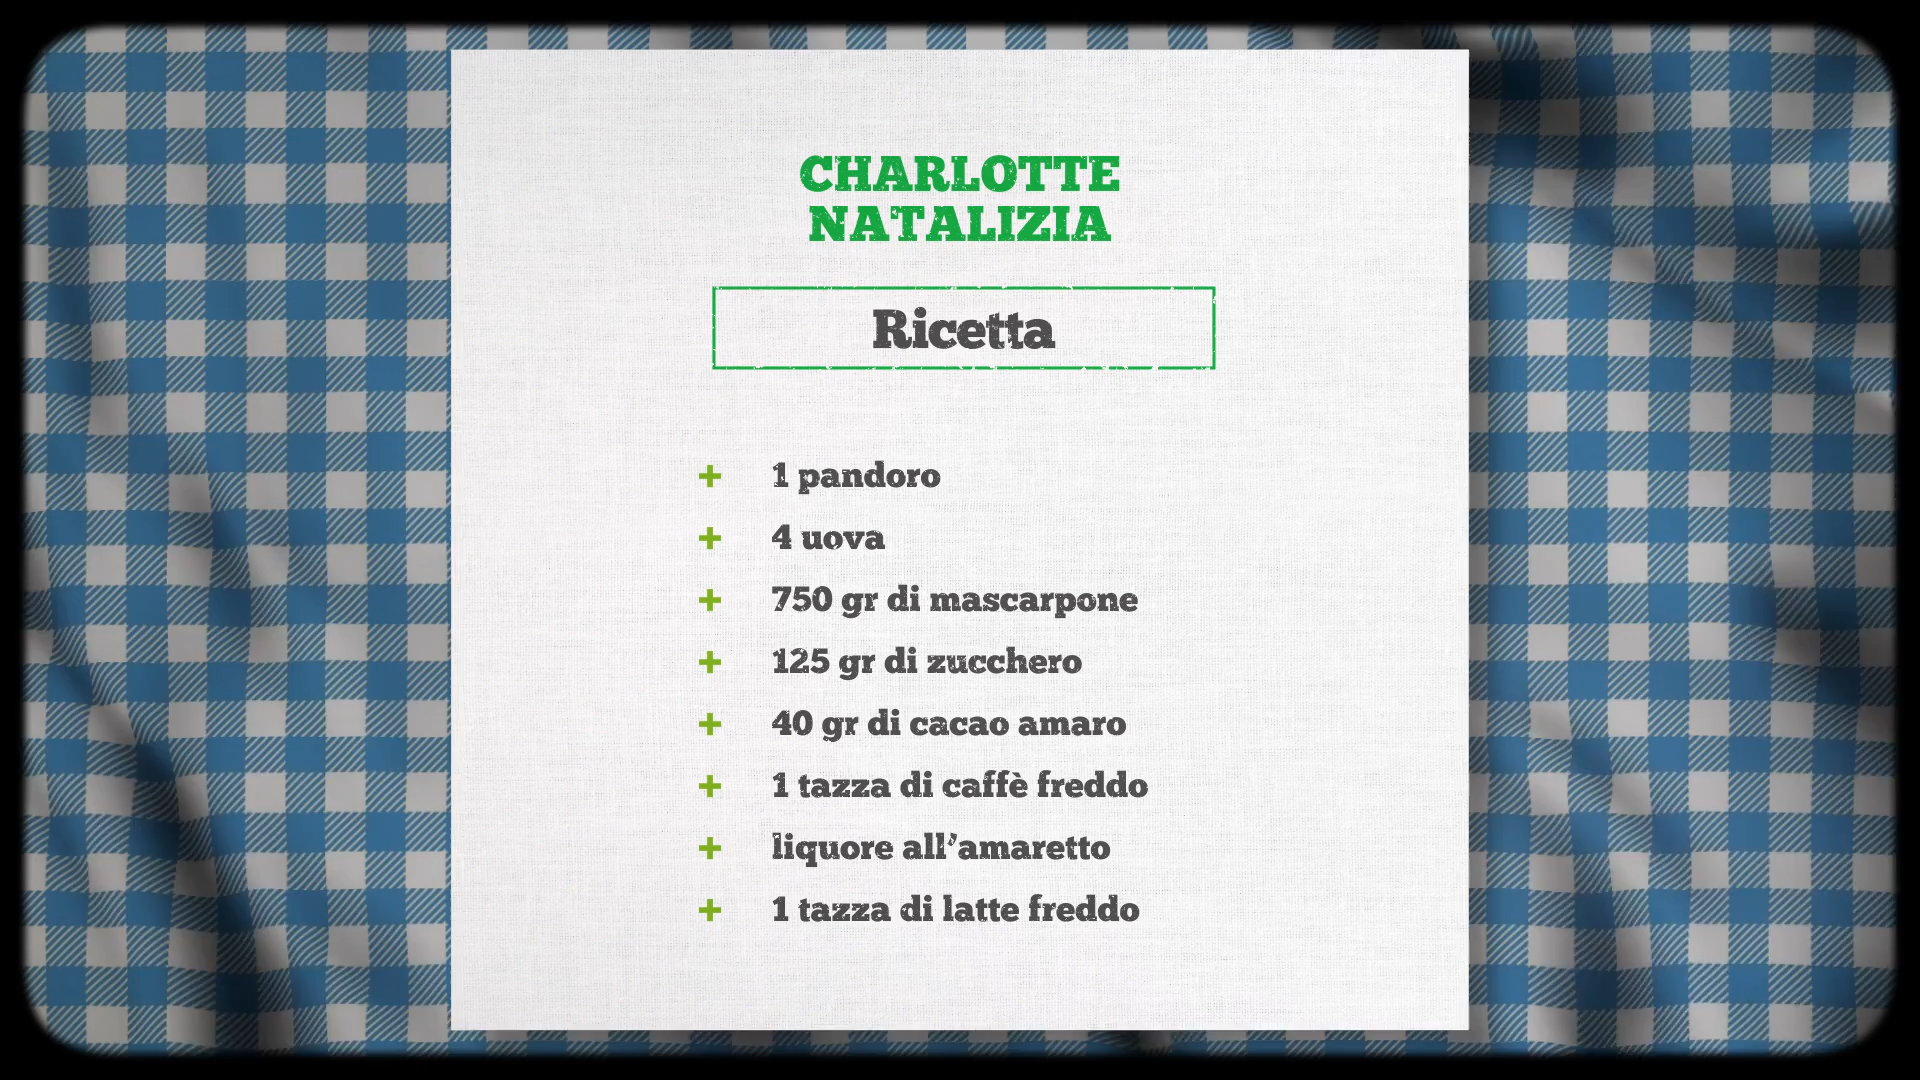 CHARLOTTE
NATALIZIA
Ricetta
+ 1 pandoro
+ 4 uova
+ 750 gr di mascarpone
+ 125 gr di zucchero
+ 40 gr di cacao amaro
+ 1 tazza di caffè freddo
+ liquore all'amaretto
+ 1 tazza di latte freddo